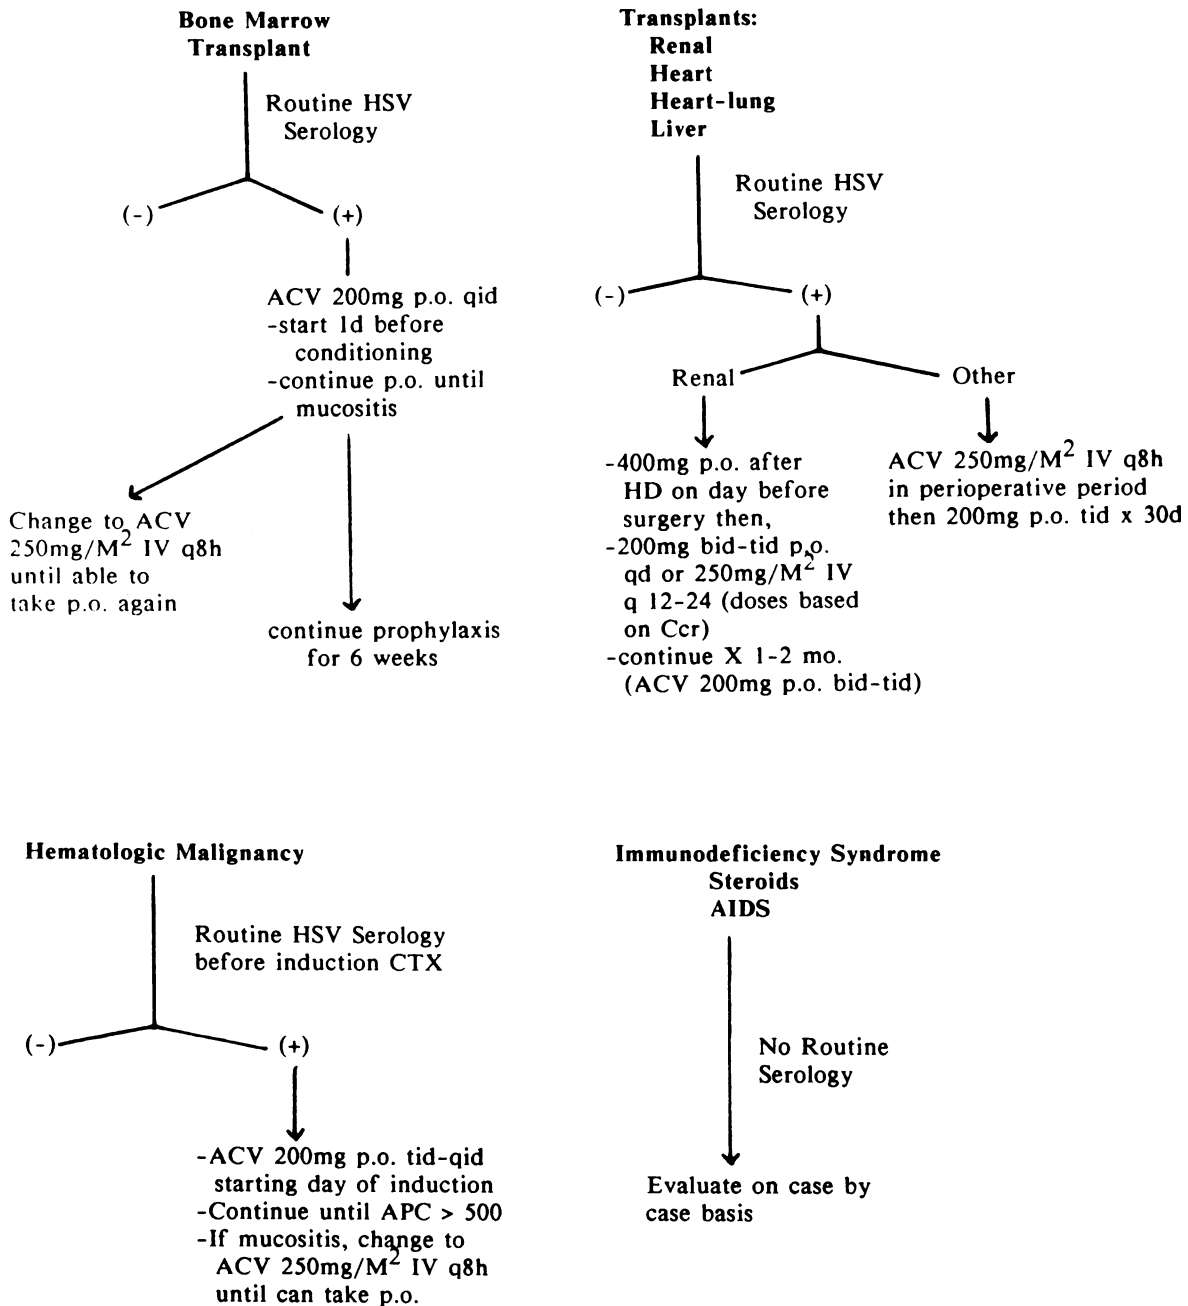 Bone Marrow
Transplant
Routine HSV
Serology
(-)
(+)
ACV 200mg p.o. qid
-start 1d before
conditioning
-continue p.o. until
mucositis
Change to ACV
250mg/M² IV q8h
until able to
take p.o. again
continue prophylaxis
for 6 weeks
Transplants:
Renal
Heart
Heart-lung
Liver
Routine HSV
Serology
(-)
(+)
Renal
Other
-400mg p.o. after
HD on day before
surgery then,
-200mg bid-tid p.o.
qd or 250mg/M² IV
q 12-24 (doses based
on Ccr)
-continue X 1-2 mo.
(ACV 200mg p.o. bid-tid)
ACV 250mg/M² IV q8h
in perioperative period
then 200mg p.o. tid x 30d
Hematologic Malignancy
Routine HSV Serology
before induction CTX
(-)
(+)
-ACV 200mg p.o. tid-qid
starting day of induction
-Continue until APC > 500
-If mucositis, change to
ACV 250mg/M² IV q8h
until can take p.o.
Immunodeficiency Syndrome
Steroids
AIDS
No Routine
Serology
Evaluate on case by
case basis